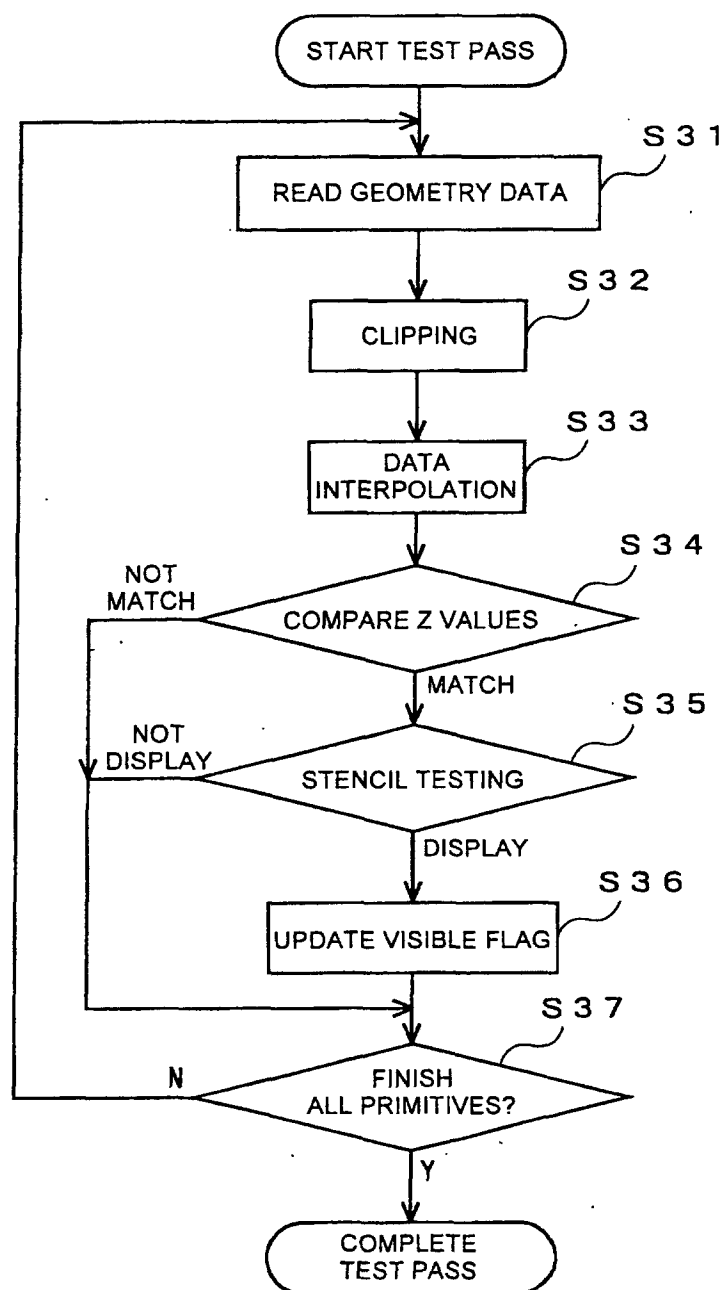 START TEST PASS
S31
READ GEOMETRY DATA
S32
CLIPPING
S33
DATA
INTERPOLATION
S34
NOT
MATCH
COMPARE Z VALUES
MATCH
S35
NOT
DISPLAY
STENCIL TESTING
DISPLAY
S36
UPDATE VISIBLE FLAG
S37
N
FINISH
ALL PRIMITIVES?
Y
COMPLETE
TEST PASS